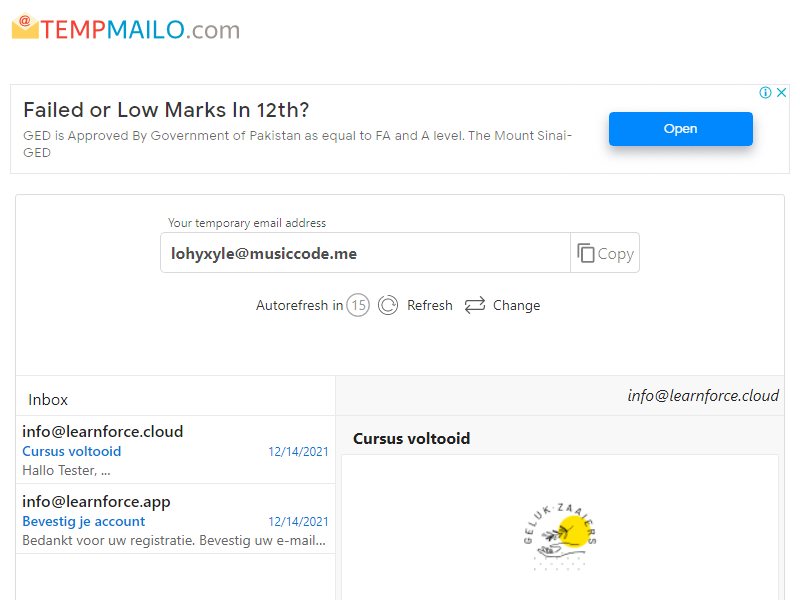 TEMPMAILO.com
Failed or Low Marks In 12th?
GED is Approved By Government of Pakistan as equal to FA and A level. The Mount Sinai-
GED
Open
Your temporary email address
lohyxyle@musiccode.me
Copy
Autorefresh in 15 Refresh Change
Inbox
info@learnforce.cloud
info@learnforce.cloud
Cursus voltooid 12/14/2021
Hallo Tester, ...
info@learnforce.app
Bevestig je account 12/14/2021
Bedankt voor uw registratie. Bevestig uw e-mail...
Cursus voltooid
GELUK·ZAAIERS